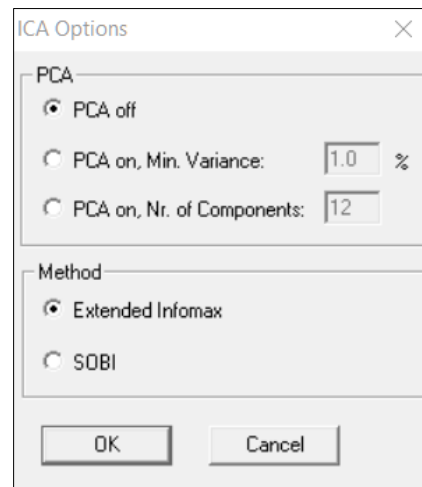 ICA Options
PCA
PCA off
PCA on, Min. Variance: 1.0 %
PCA on, Nr. of Components: 12
Method
Extended Infomax
SOBI
OK Cancel